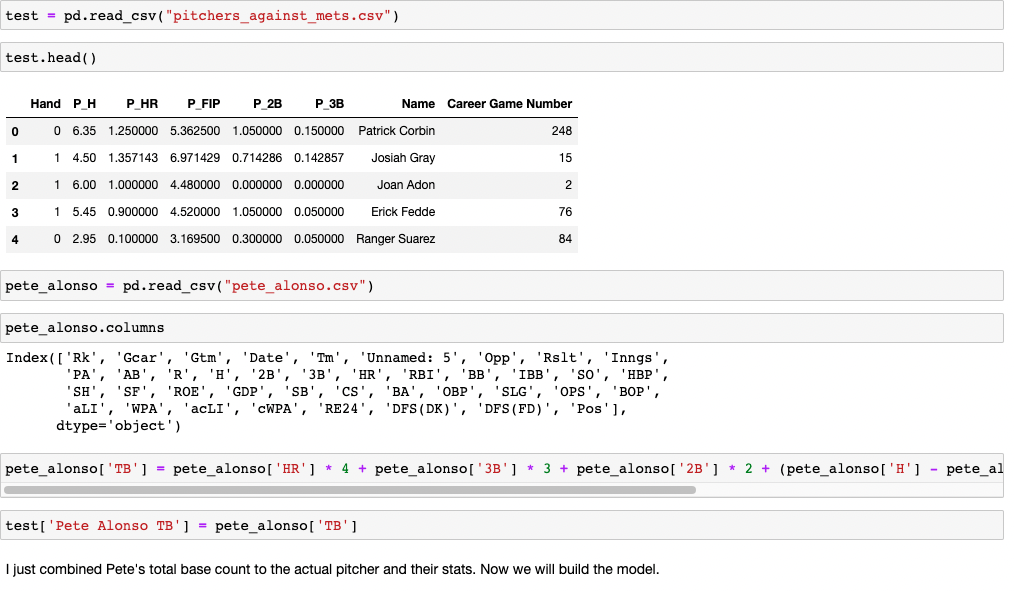 test = pd.read_csv("pitchers_against_mets.csv")
test.head()
Hand P_H P_HR P_FIP P_2B P_3B Name Career Game Number
0 0 6.35 1.250000 5.362500 1.050000 0.150000 Patrick Corbin 248
1 1 4.50 1.357143 6.971429 0.714286 0.142857 Josiah Gray 15
2 1 6.00 1.000000 4.480000 0.000000 0.000000 Joan Adon 2
3 1 5.45 0.900000 4.520000 1.050000 0.050000 Erick Fedde 76
4 0 2.95 0.100000 3.169500 0.300000 0.050000 Ranger Suarez 84
pete_alonso = pd.read_csv("pete_alonso.csv")
pete_alonso.columns
Index(['Rk', 'Gcar', 'Gtm', 'Date', 'Tm', 'Unnamed: 5', 'Opp', 'Rslt', 'Inngs',
'PA', 'AB', 'R', 'H', '2B', '3B', 'HR', 'RBI', 'BB', 'IBB', 'SO', 'HBP',
'SH', 'SF', 'ROE', 'GDP', 'SB', 'CS', 'BA', 'OBP', 'SLG', 'OPS', 'BOP',
'aLI', 'WPA', 'acLI', 'cWPA', 'RE24', 'DFS(DK)', 'DFS(FD)', 'Pos'],
dtype='object')
pete_alonso['TB'] = pete_alonso['HR'] * 4 + pete_alonso['3B'] * 3 + pete_alonso['2B'] * 2 + (pete_alonso['H'] - pete_al
test['Pete Alonso TB'] = pete_alonso['TB']
I just combined Pete's total base count to the actual pitcher and their stats. Now we will build the model.